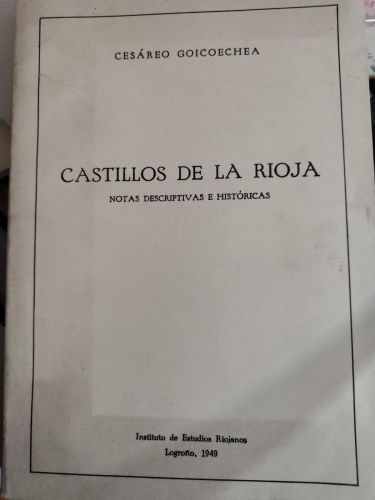 CESÁREO GOICOECHEA
CASTILLOS DE LA RIOJA
NOTAS DESCRIPTIVAS E HISTÓRICAS
Instituto de Estudios Riojanos
Logroño, 1949